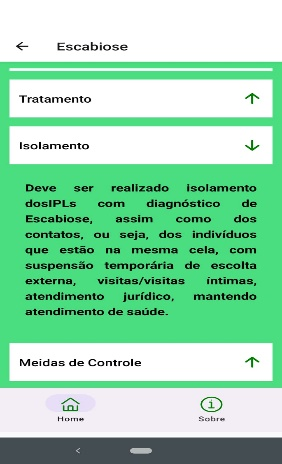 Escabiose
Tratamento
Isolamento
Deve ser realizado isolamento
dosIPLs com diagnóstico de
Escabiose, assim como dos
contatos, ou seja, dos indivíduos
que estão na mesma cela, com
suspensão temporária de escolta
externa, visitas/visitas íntimas,
atendimento jurídico, mantendo
atendimento de saúde.
Meidas de Controle
Home
Sobre